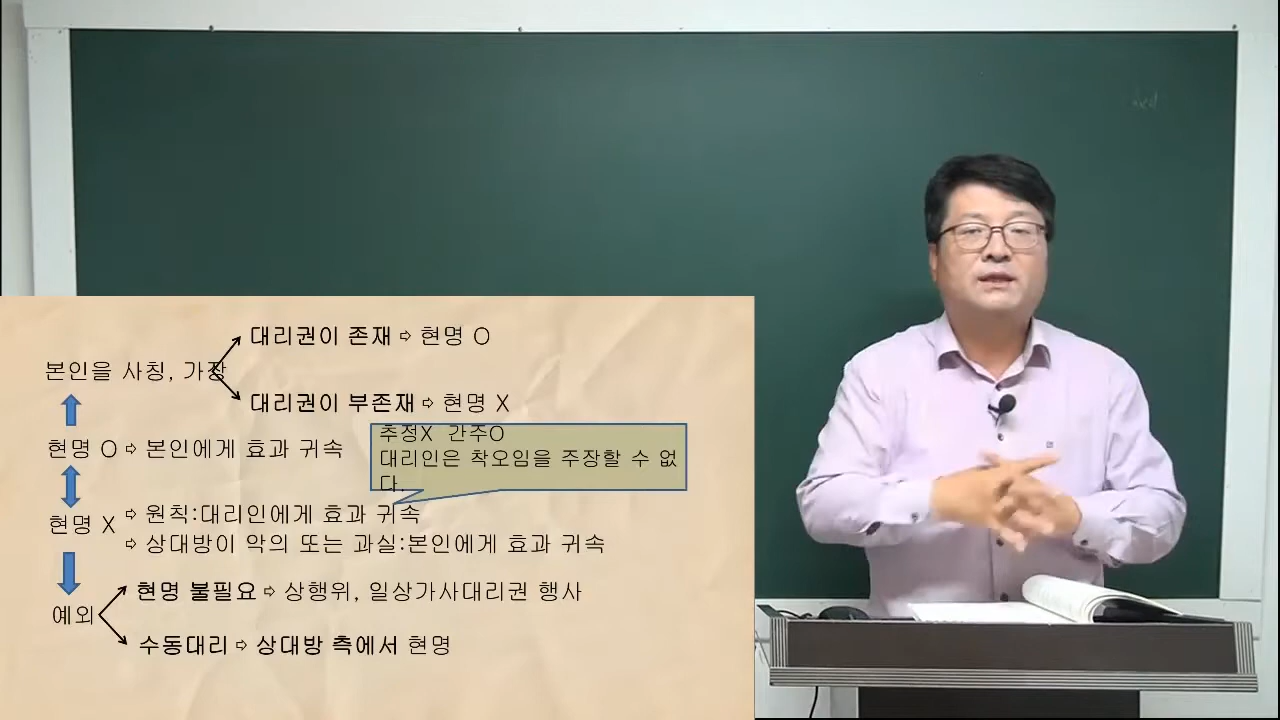 대리권이 존재 ⇨ 현명 O
본인을 사칭, 가장
대리권이 부존재 ⇨ 현명 X
추정X 간주O
대리인은 착오임을 주장할 수 없
다.
현명 O ⇨ 본인에게 효과 귀속
현명 X ⇨ 원칙:대리인에게 효과 귀속
⇨ 상대방이 악의 또는 과실:본인에게 효과 귀속
예외
현명 불필요 ⇨ 상행위, 일상가사대리권 행사
수동대리 ⇨ 상대방 측에서 현명